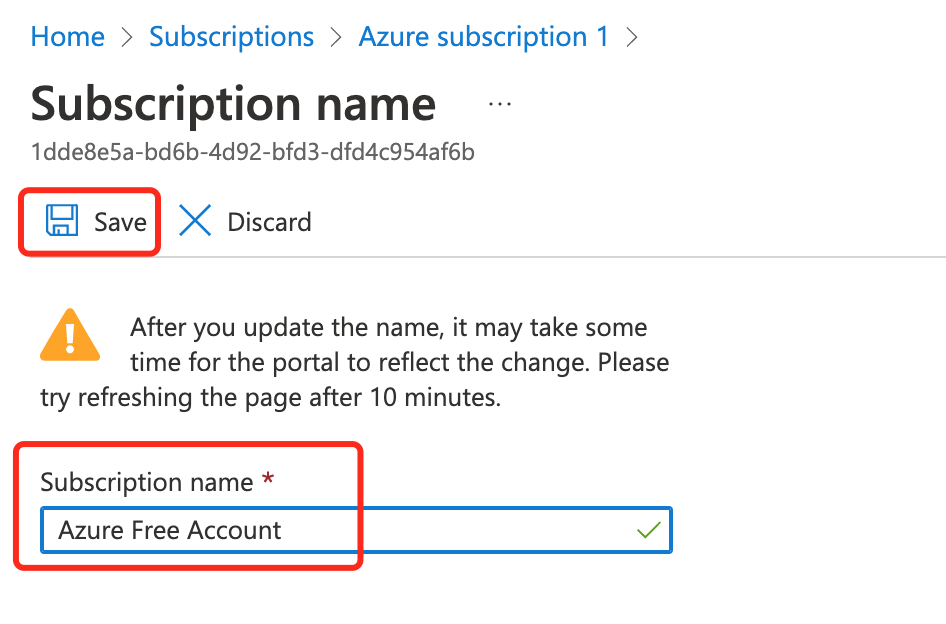 Home > Subscriptions > Azure subscription 1 >
Subscription name ...
1dde8e5a-bd6b-4d92-bfd3-dfd4c954af6b
Save Discard
After you update the name, it may take some
time for the portal to reflect the change. Please
try refreshing the page after 10 minutes.
Subscription name *
Azure Free Account